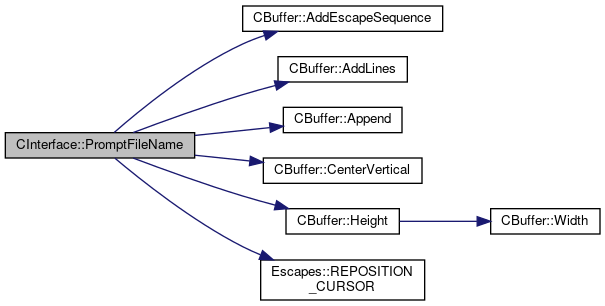 CBuffer::AddEscapeSequence
CBuffer::AddLines
CBuffer::Append
CInterface::PromptFileName
CBuffer::CenterVertical
CBuffer::Height
CBuffer::Width
Escapes::REPOSITION
_CURSOR